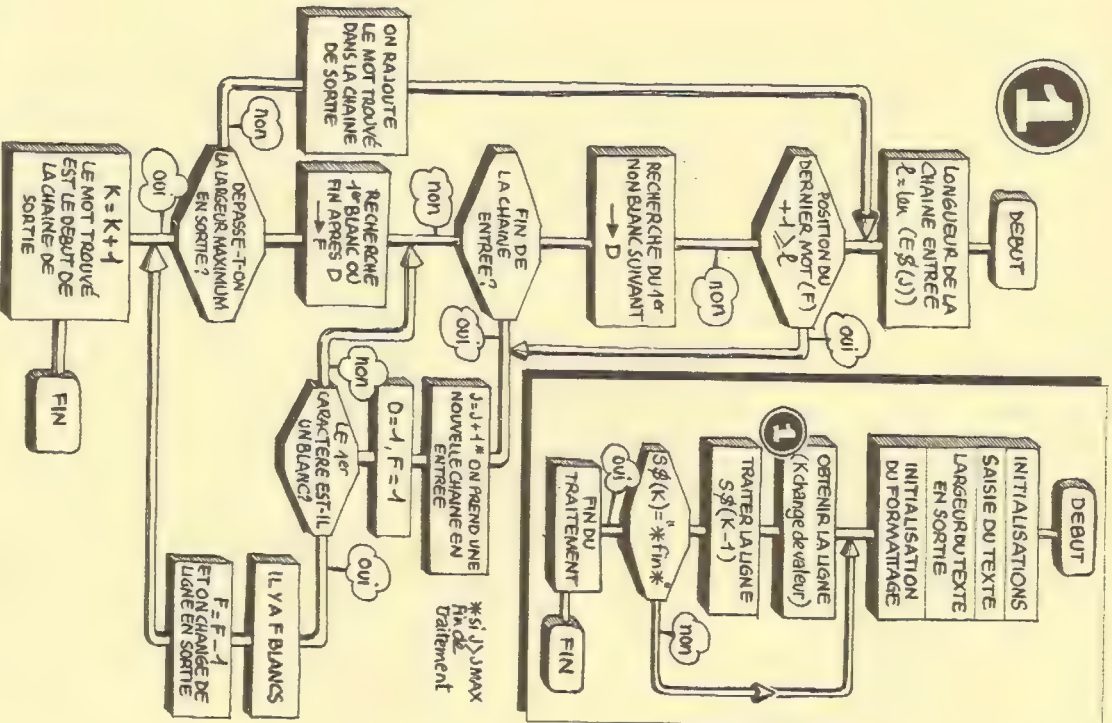 1
DEBUT
LONGUEUR DE LA
CHAINE ENTREE
l=len (E$(J))
POSITION DU
DERNIER MOT (F)
+1 ⩾ l
oui
non
RECHERCHE DU 1er
NON BLANC SUIVANT
→ D
FIN DE
LA CHAINE
ENTREE?
oui
non
RECHERCHE
1er BLANC OU
FIN APRÈS D
→ F
DEPASSE-T-ON
LA LARGEUR MAXIMUM
EN SORTIE?
non
oui
ON RAJOUTE
LE MOT TROUVÉ
DANS LA CHAINE
DE SORTIE
K=K+1
LE MOT TROUVÉ
EST LE DEBUT DE
LA CHAINE DE
SORTIE
FIN
J=J+1* ON PREND UNE
NOUVELLE CHAINE EN
ENTRÉE
D=1, F=1
LE 1er
CARACTERE EST-IL
UN BLANC?
non
oui
IL Y A F BLANCS
F=F-1
ET ON CHANGE DE
LIGNE EN SORTIE
*si J>JMAX
fin de
traitement
DEBUT
INITIALISATIONS
SAISIE DU TEXTE
LARGEUR DU TEXTE
EN SORTIE
INITIALISATION
DU FORMATTAGE
1
OBTENIR LA LIGNE
(K change de valeur)
TRAITER LA LIGNE
S$(K-1)
S$(K)="*fin*"
oui
non
FIN DU
TRAITEMENT
FIN